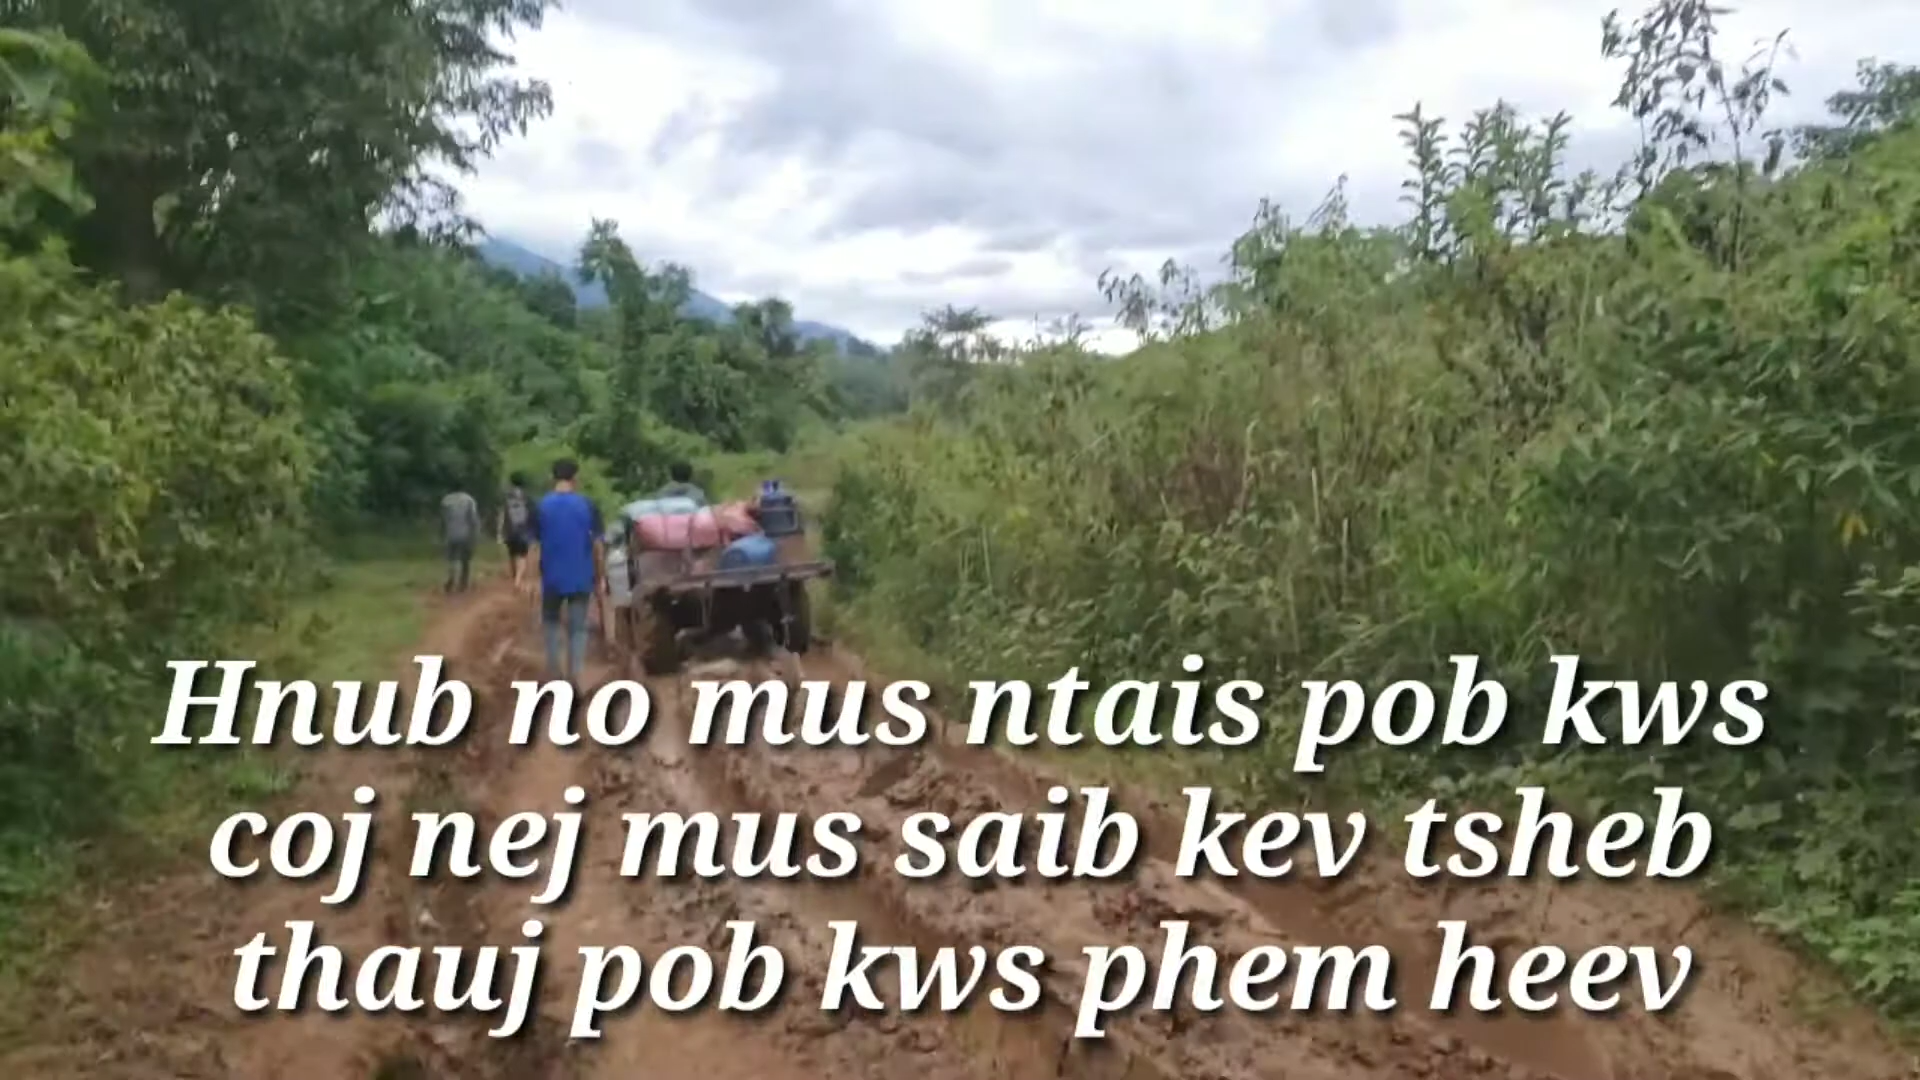 Hnub no mus ntais pob kws
coj nej mus saib kev tsheb
thauj pob kws phem heev